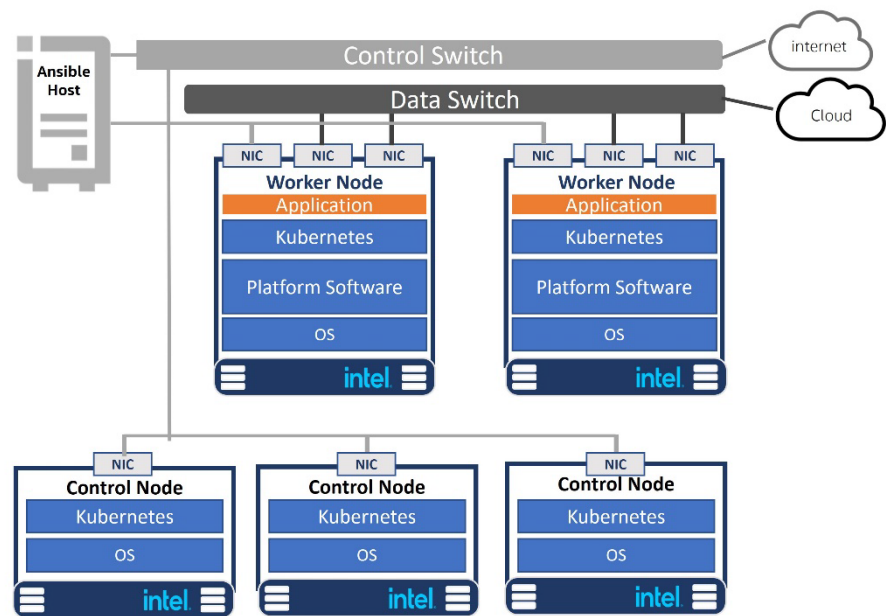 Control Switch
internet
Ansible
Host
Data Switch
Cloud
NIC NIC NIC
NIC NIC NIC
Worker Node
Application
Kubernetes
Platform Software
OS
intel.
Worker Node
Application
Kubernetes
Platform Software
OS
intel.
NIC
Control Node
Kubernetes
OS
intel.
NIC
Control Node
Kubernetes
OS
intel.
NIC
Control Node
Kubernetes
OS
intel.